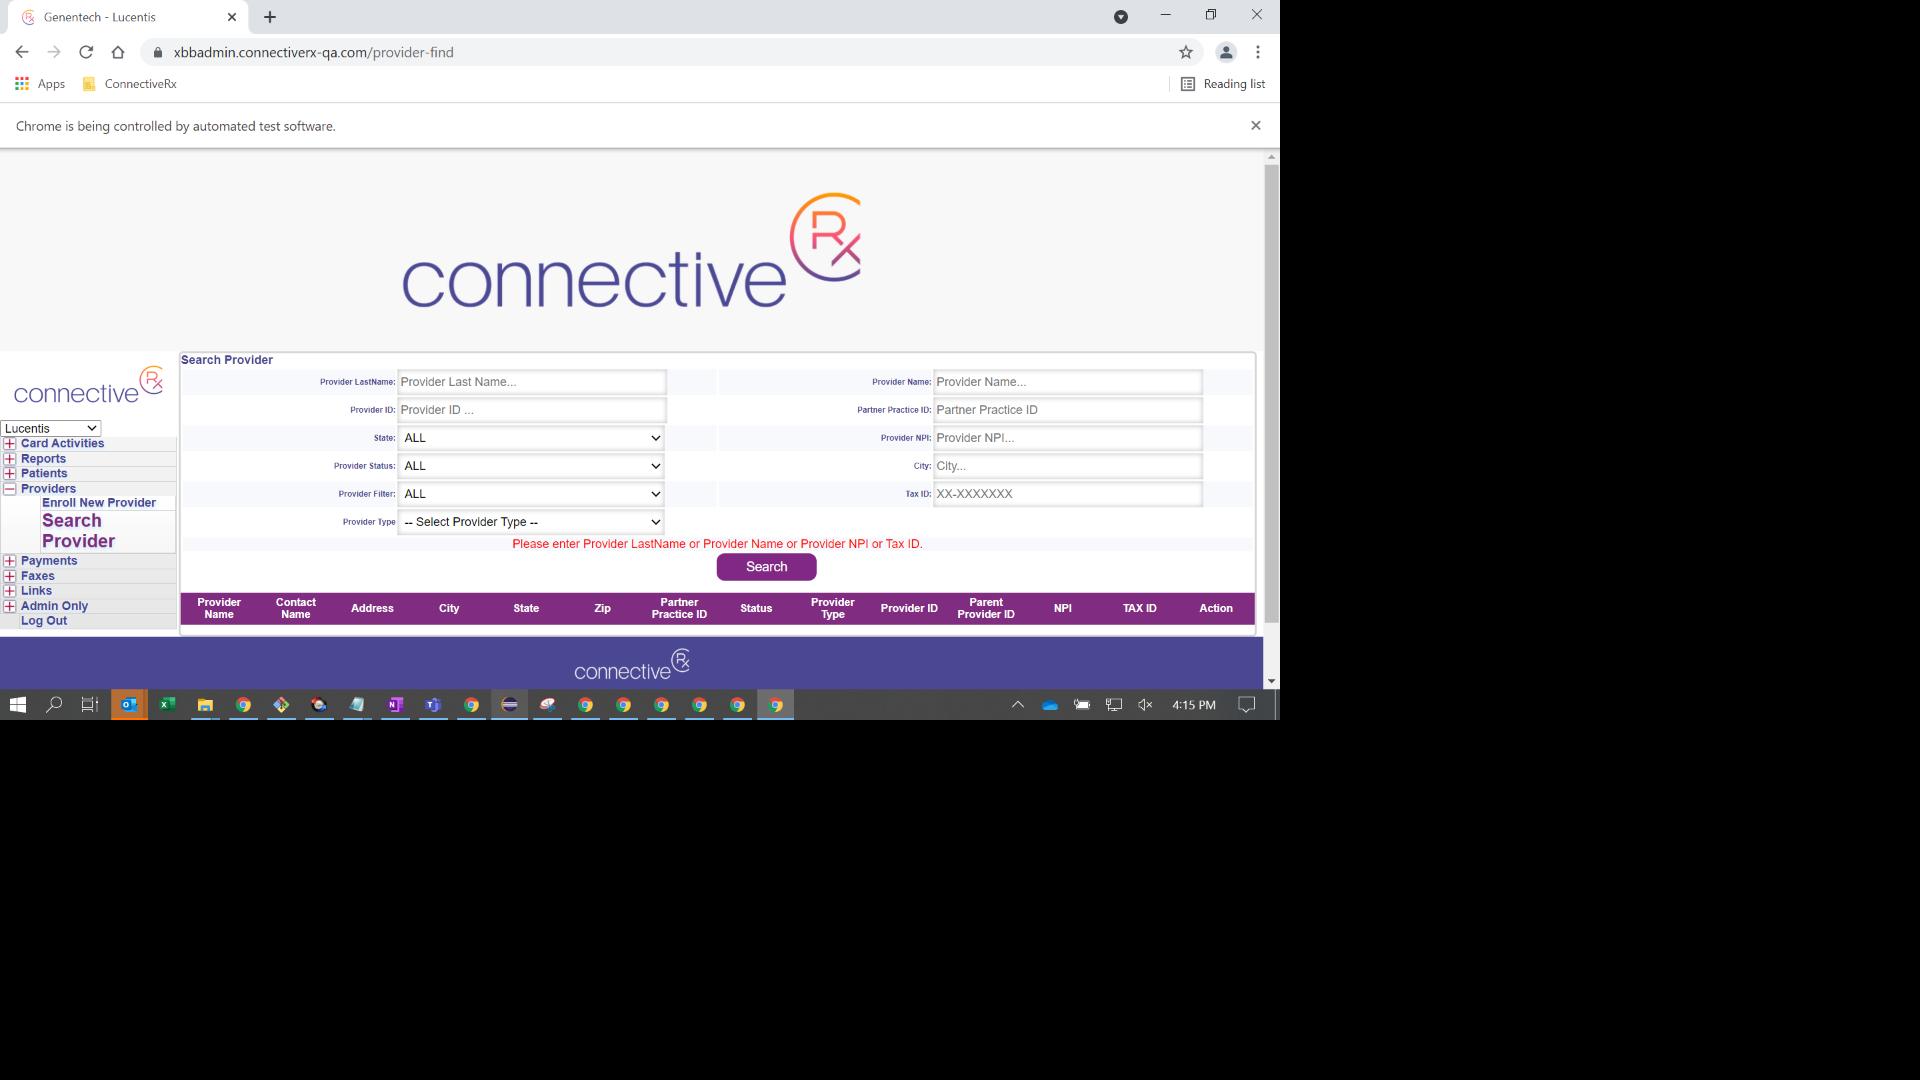 Genentech - Lucentis
xbbadmin.connectiverx-qa.com/provider-find
Apps
ConnectiveRx
Reading list
Chrome is being controlled by automated test software.
connective Rx
connective Rx
Lucentis
Card Activities
Reports
Patients
Providers
Enroll New Provider
Search
Provider
Payments
Faxes
Links
Admin Only
Log Out
Search Provider
Provider LastName: Provider Last Name... Provider Name: Provider Name...
Provider ID: Provider ID ... Partner Practice ID: Partner Practice ID
State: ALL Provider NPI: Provider NPI...
Provider Status: ALL City: City...
Provider Filter: ALL Tax ID: XX-XXXXXXX
Provider Type -- Select Provider Type --
Please enter Provider LastName or Provider Name or Provider NPI or Tax ID.
Search
Provider Name Contact Name Address City State Zip Partner Practice ID Status Provider Type Provider ID Parent Provider ID NPI TAX ID Action
connective Rx
4:15 PM